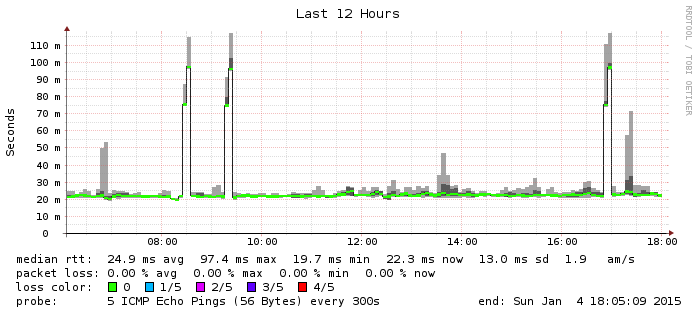 Last 12 Hours
RRDTOOL / TOBI OETIKER
Seconds
110 m
100 m
90 m
80 m
70 m
60 m
50 m
40 m
30 m
20 m
10 m
0
08:00 10:00 12:00 14:00 16:00 18:00
median rtt: 24.9 ms avg 97.4 ms max 19.7 ms min 22.3 ms now 13.0 ms sd 1.9 am/s
packet loss: 0.00 % avg 0.00 % max 0.00 % min 0.00 % now
loss color: 0 1/5 2/5 3/5 4/5
probe: 5 ICMP Echo Pings (56 Bytes) every 300s end: Sun Jan 4 18:05:09 2015